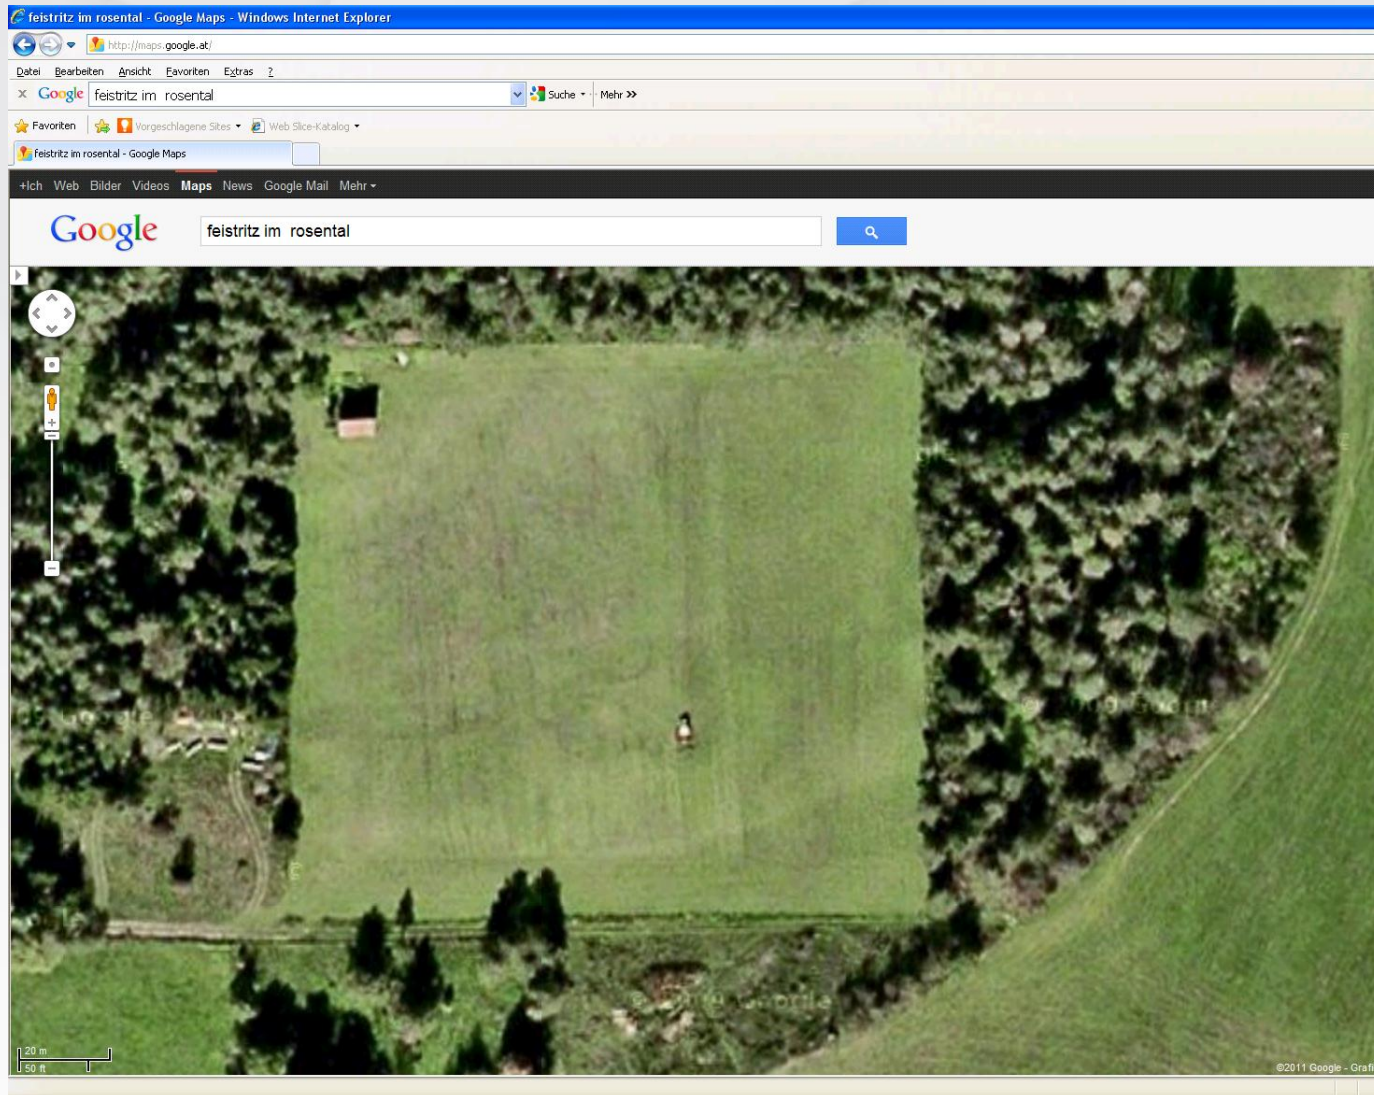 feistritz im rosental - Google Maps - Windows Internet Explorer
http://maps.google.at/
Datei Bearbeiten Ansicht Favoriten Extras ?
x Google feistritz im rosental Suche Mehr >>
Favoriten Vorgeschlagene Sites Web Slice-Katalog
feistritz im rosental - Google Maps
+Ich Web Bilder Videos Maps News Google Mail Mehr
Google feistritz im rosental
20 m
50 ft
©2011 Google - Grafi